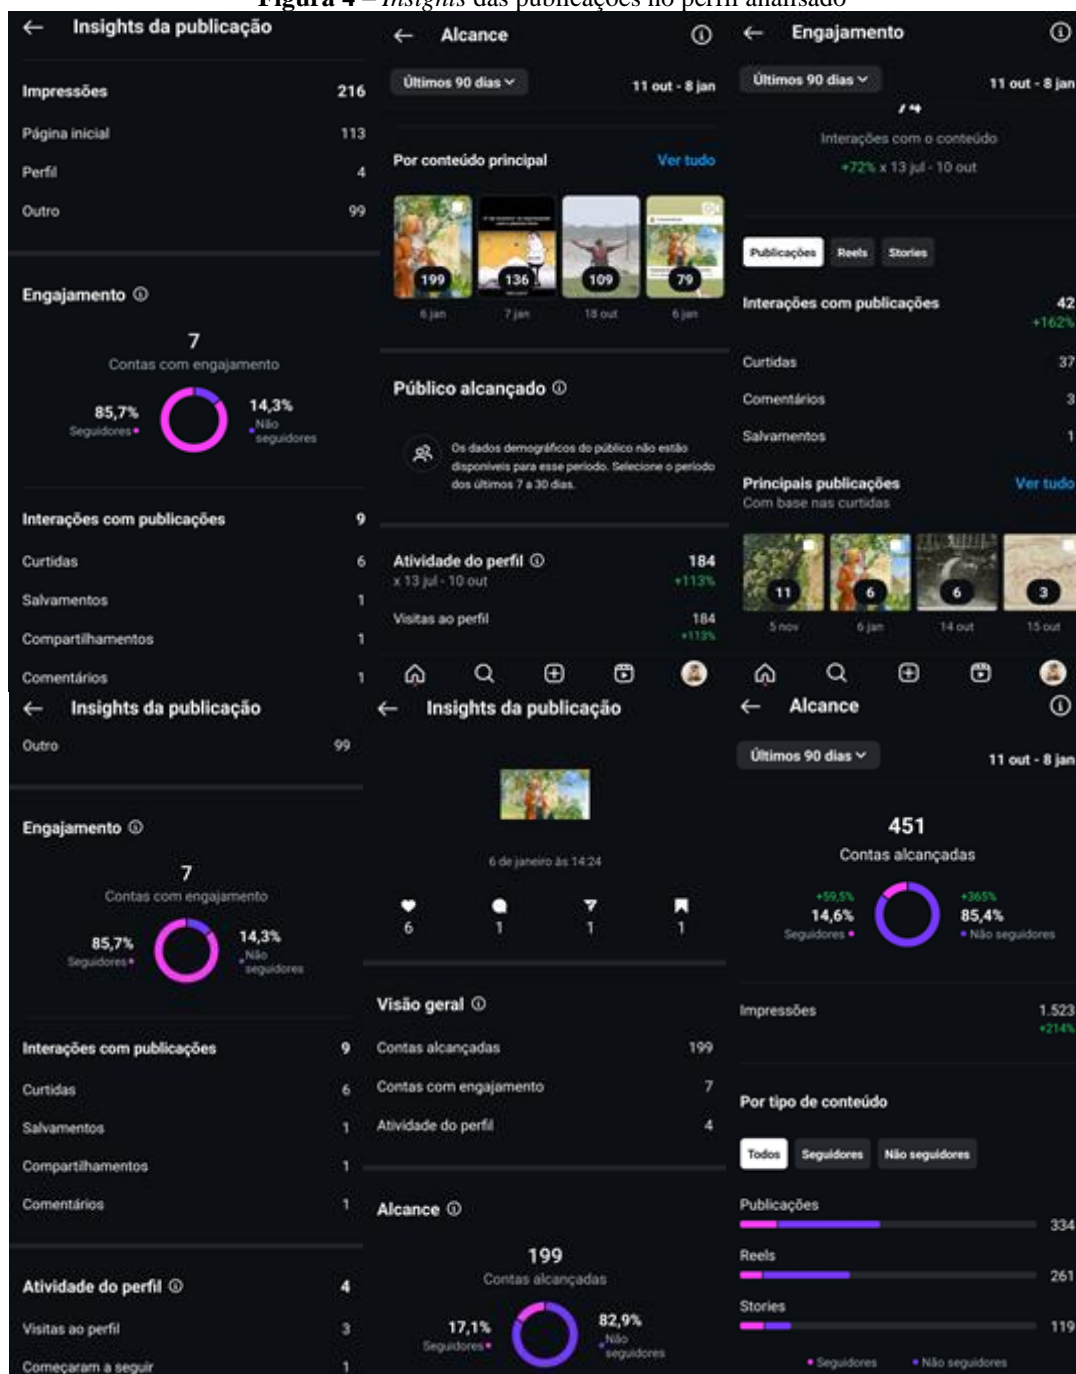 Figura 4 – Insights das publicações no perfil analisado
Insights da publicação
Impressões 216
Página inicial 113
Perfil 4
Outro 99
Engajamento
7
Contas com engajamento
85,7%
Seguidores
14,3%
Não
seguidores
Interações com publicações 9
Curtidas 6
Salvamentos 1
Compartilhamentos 1
Comentários 1
Alcance
Últimos 90 dias 11 out - 8 jan
Por conteúdo principal Ver tudo
199 136 109 79
6 jan 7 jan 18 out 6 jan
Público alcançado
Os dados demográficos do público não estão
disponíveis para esse período. Selecione o período
dos últimos 7 a 30 dias.
Atividade do perfil 184
x 13 jul - 10 out +113%
Visitas ao perfil 184
+113%
Engajamento
Últimos 90 dias 11 out - 8 jan
74
Interações com o conteúdo
+72% x 13 jul - 10 out
Publicações Reels Stories
Interações com publicações 42
+162%
Curtidas 37
Comentários 3
Salvamentos 1
Principais publicações Ver tudo
Com base nas curtidas
11 6 6 3
5 nov 6 jan 14 out 15 out
Insights da publicação
Outro 99
Engajamento
7
Contas com engajamento
85,7%
Seguidores
14,3%
Não
seguidores
Interações com publicações 9
Curtidas 6
Salvamentos 1
Compartilhamentos 1
Comentários 1
Atividade do perfil 4
Visitas ao perfil 3
Começaram a seguir 1
Insights da publicação
6 de janeiro às 14:24
6 1 1 1
Visão geral
Contas alcançadas 199
Contas com engajamento 7
Atividade do perfil 4
Alcance
199
Contas alcançadas
17,1%
Seguidores
82,9%
Não
seguidores
Alcance
Últimos 90 dias 11 out - 8 jan
451
Contas alcançadas
+59,5%
14,6%
Seguidores
+365%
85,4%
Não seguidores
Impressões 1.523
+214%
Por tipo de conteúdo
Todos Seguidores Não seguidores
Publicações
334
Reels
261
Stories
119
Seguidores Não seguidores